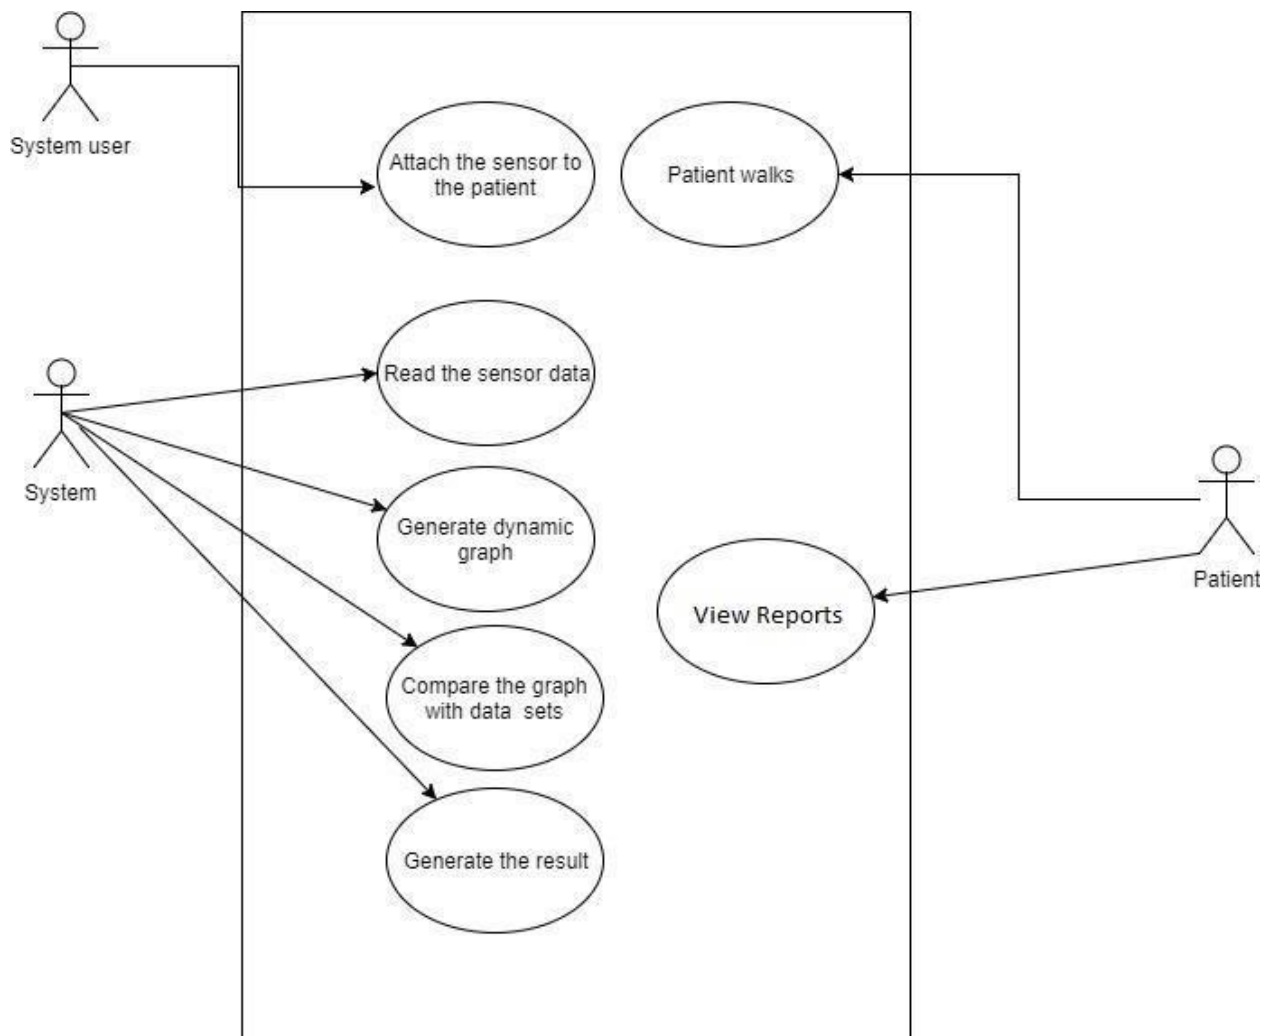 System user
Attach the sensor to
the patient
Patient walks
Read the sensor data
System
Generate dynamic
graph
Patient
View Reports
Compare the graph
with data sets
Generate the result